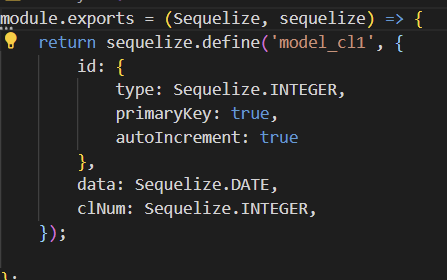 module.exports = (Sequelize, sequelize) => {
    return sequelize.define('model_cl1', {
        id: {
            type: Sequelize.INTEGER,
            primaryKey: true,
            autoIncrement: true
        },
        data: Sequelize.DATE,
        clNum: Sequelize.INTEGER,
    });
};